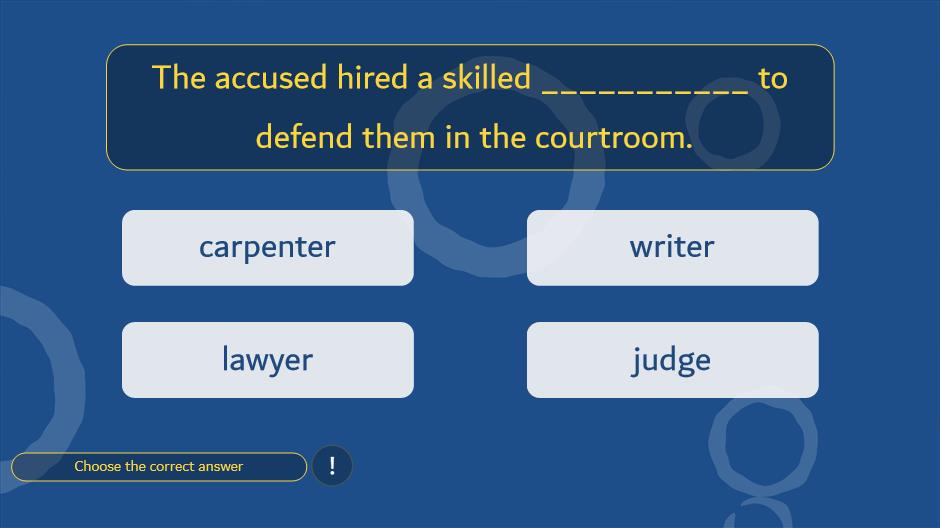 The accused hired a skilled ___________ to
defend them in the courtroom.
carpenter
writer
lawyer
judge
Choose the correct answer
!